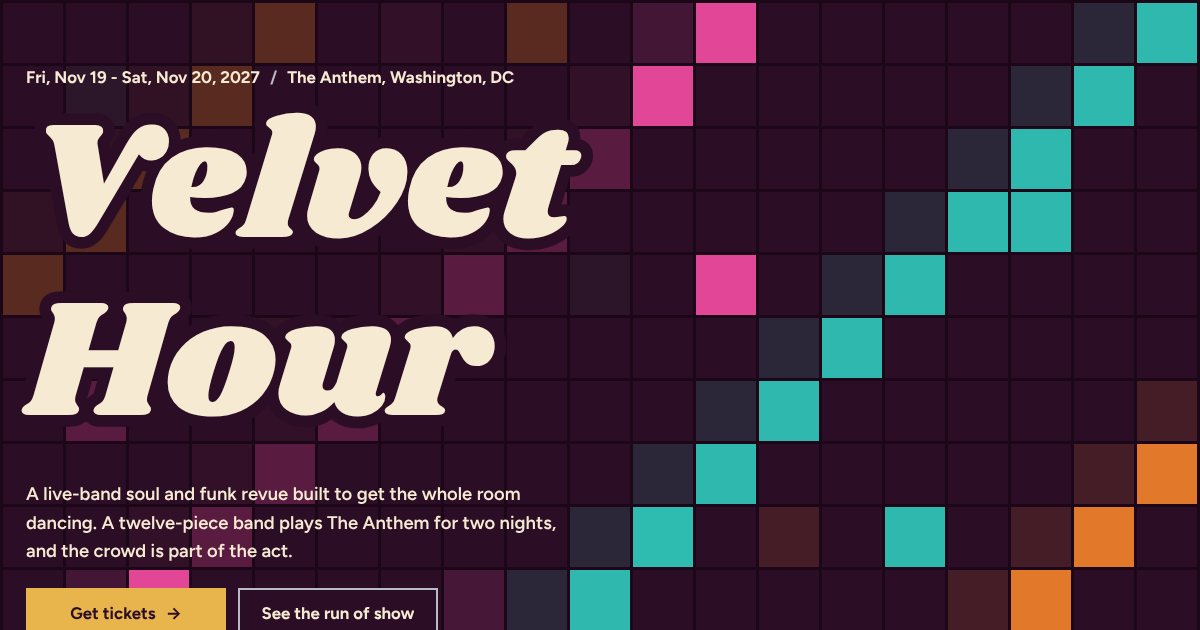 Fri, Nov 19 - Sat, Nov 20, 2027 / The Anthem, Washington, DC
Velvet
Hour
A live-band soul and funk revue built to get the whole room
dancing. A twelve-piece band plays The Anthem for two nights,
and the crowd is part of the act.
Get tickets → See the run of show